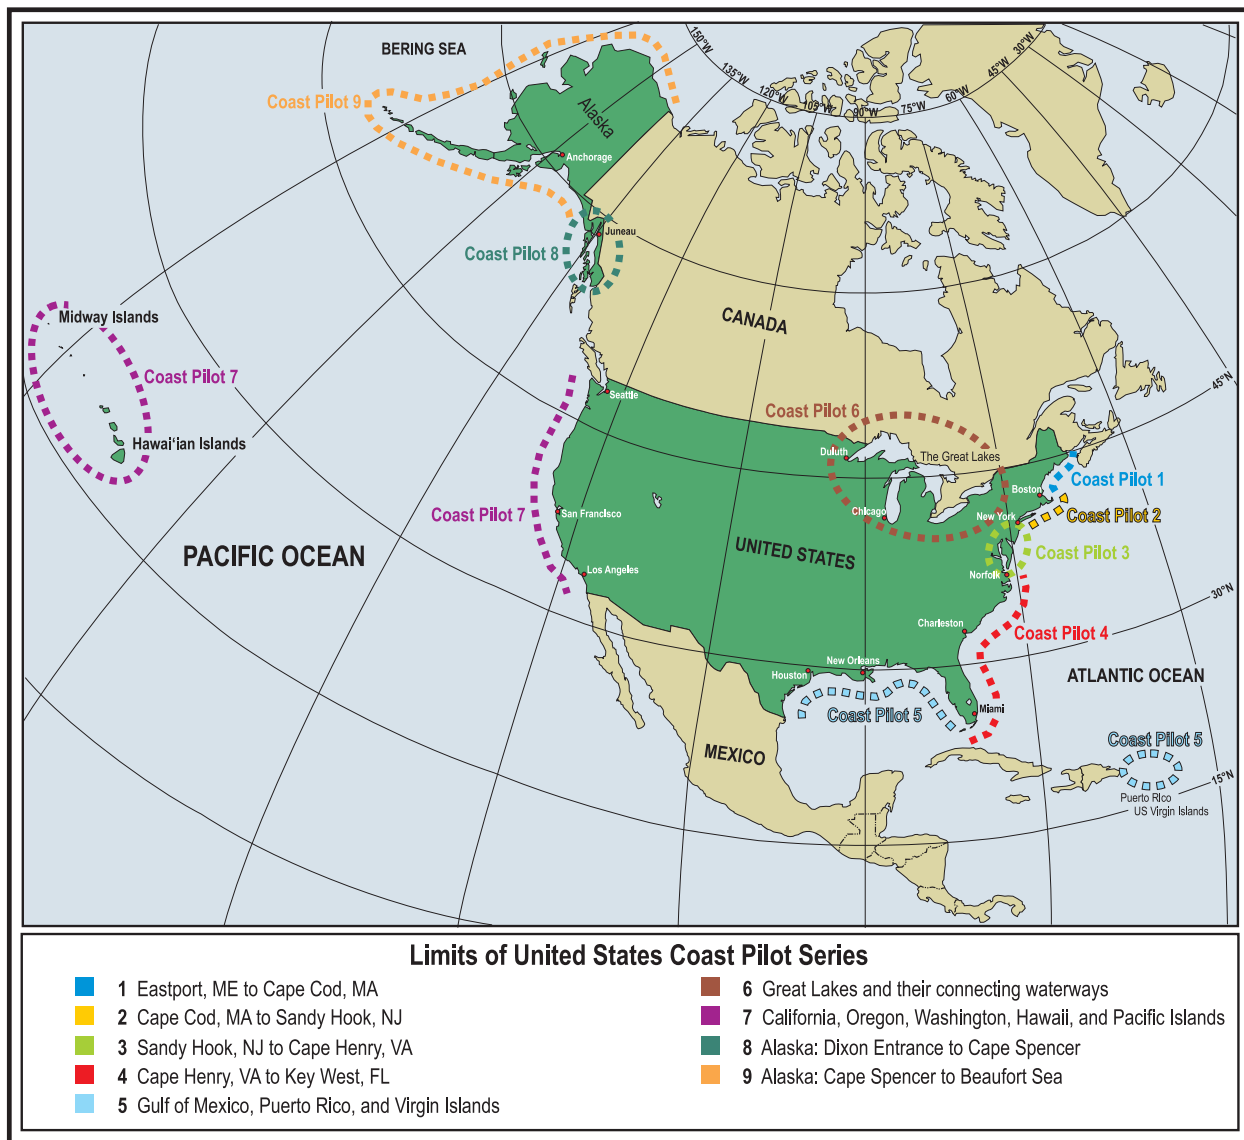 BERING SEA
150°W
135°W
120°W
105°W
90°W
75°W
60°W
45°W
30°W
Coast Pilot 9
Alaska
Anchorage
Juneau
Coast Pilot 8
CANADA
Midway Islands
Coast Pilot 7
Hawai‘ian Islands
45°N
Seattle
Coast Pilot 6
Duluth
The Great Lakes
Boston
Coast Pilot 1
Chicago
New York
Coast Pilot 2
San Francisco
Coast Pilot 7
PACIFIC OCEAN
UNITED STATES
Coast Pilot 3
Los Angeles
Norfolk
30°N
Charleston
Coast Pilot 4
New Orleans
Houston
ATLANTIC OCEAN
Miami
Coast Pilot 5
MEXICO
Coast Pilot 5
15°N
Puerto Rico
US Virgin Islands
Limits of United States Coast Pilot Series
1 Eastport, ME to Cape Cod, MA
2 Cape Cod, MA to Sandy Hook, NJ
3 Sandy Hook, NJ to Cape Henry, VA
4 Cape Henry, VA to Key West, FL
5 Gulf of Mexico, Puerto Rico, and Virgin Islands
6 Great Lakes and their connecting waterways
7 California, Oregon, Washington, Hawaii, and Pacific Islands
8 Alaska: Dixon Entrance to Cape Spencer
9 Alaska: Cape Spencer to Beaufort Sea